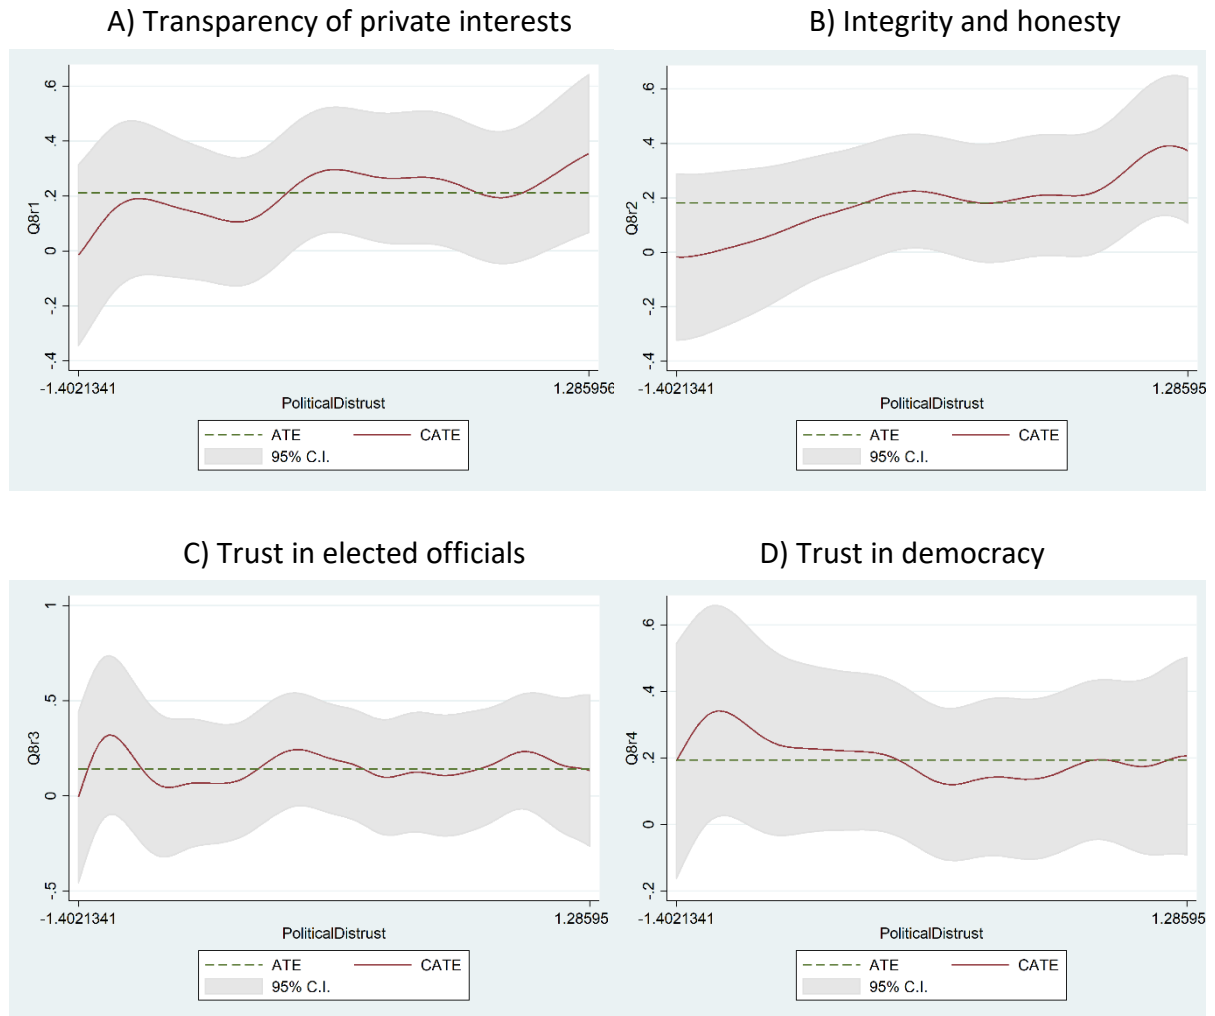 A) Transparency of private interests
B) Integrity and honesty
Q8r1
.6
.4
.2
0
-.2
-.4
-1.4021341
1.285956
PoliticalDistrust
ATE
CATE
95% C.I.
Q8r2
.6
.4
.2
0
-.2
-.4
-1.4021341
1.28595
PoliticalDistrust
ATE
CATE
95% C.I.
C) Trust in elected officials
D) Trust in democracy
Q8r3
1
.5
0
-.5
-1.4021341
1.28595
PoliticalDistrust
ATE
CATE
95% C.I.
Q8r4
.6
.4
.2
0
-.2
-1.4021341
1.28595
PoliticalDistrust
ATE
CATE
95% C.I.